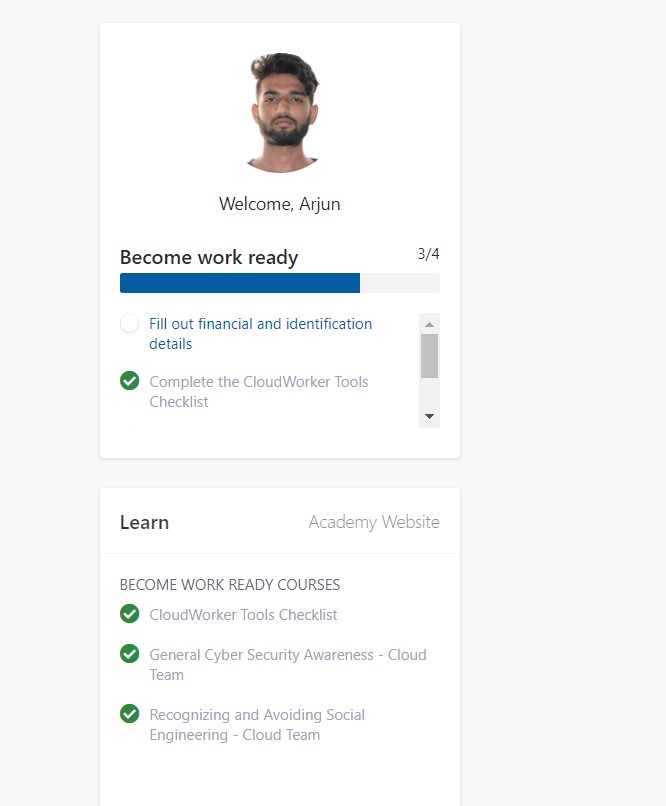 Welcome, Arjun
Become work ready
3/4
Fill out financial and identification
details
Complete the CloudWorker Tools
Checklist
Learn
Academy Website
BECOME WORK READY COURSES
CloudWorker Tools Checklist
General Cyber Security Awareness - Cloud
Team
Recognizing and Avoiding Social
Engineering - Cloud Team